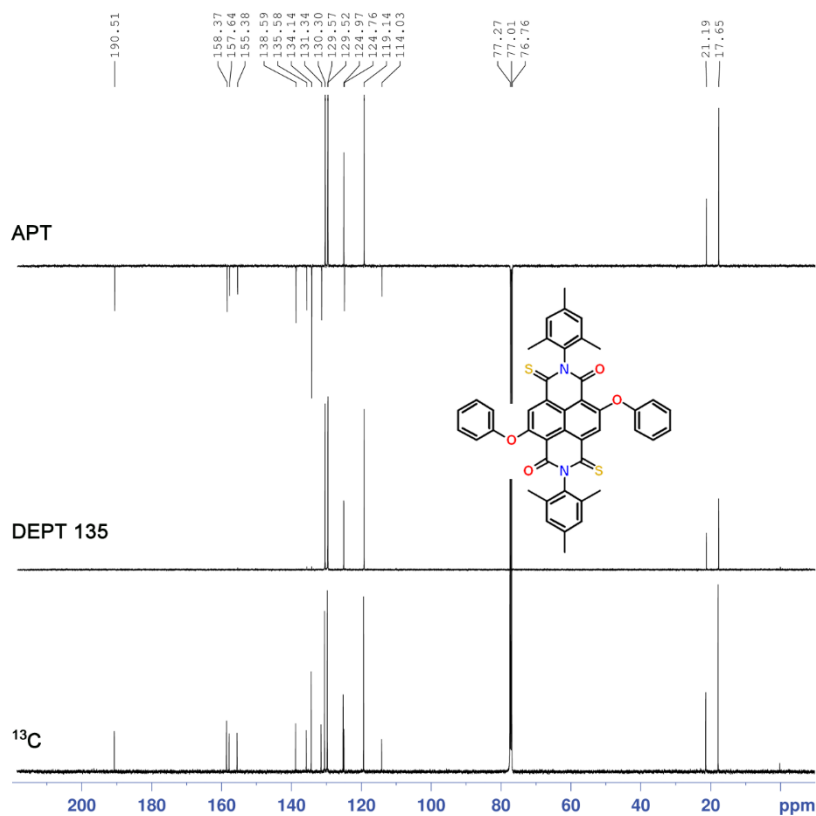 190.51
158.37
157.64
155.38
138.59
135.58
134.14
131.34
130.30
129.57
129.52
124.97
124.76
119.14
114.03
77.27
77.01
76.76
21.19
17.65
APT
S
N
O
O
O
O
N
S
DEPT 135
¹³C
200 180 160 140 120 100 80 60 40 20 ppm